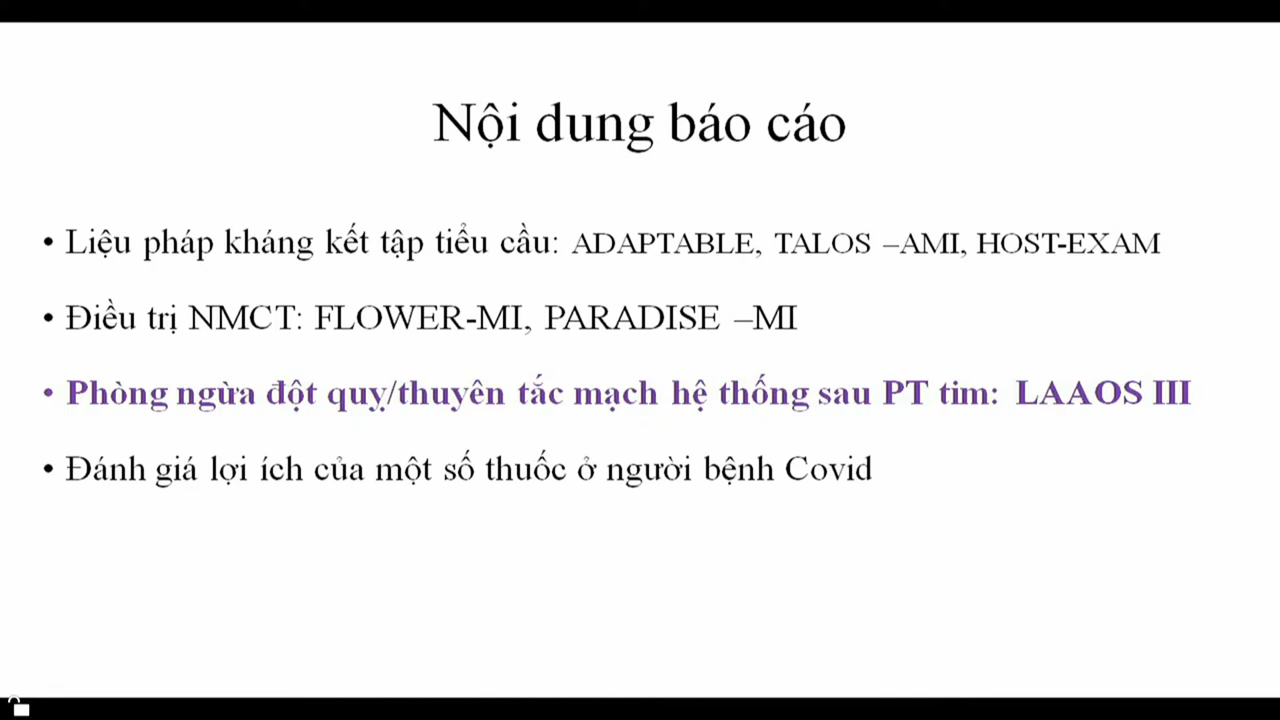 Nội dung báo cáo
• Liệu pháp kháng kết tập tiểu cầu: ADAPTABLE, TALOS –AMI, HOST-EXAM
• Điều trị NMCT: FLOWER-MI, PARADISE –MI
• Phòng ngừa đột quỵ/thuyên tắc mạch hệ thống sau PT tim: LAAOS III
• Đánh giá lợi ích của một số thuốc ở người bệnh Covid